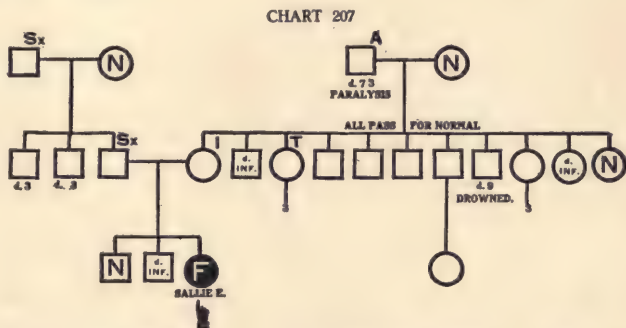 CHART 207
Sx N A N
d. 73
PARALYSIS
ALL PASS FOR NORMAL
Sx I d. INF. T d. INF. N
d. 3 d. 3 d. 9
DROWNED.
3 3
N d. INF. F
SALLIE E.